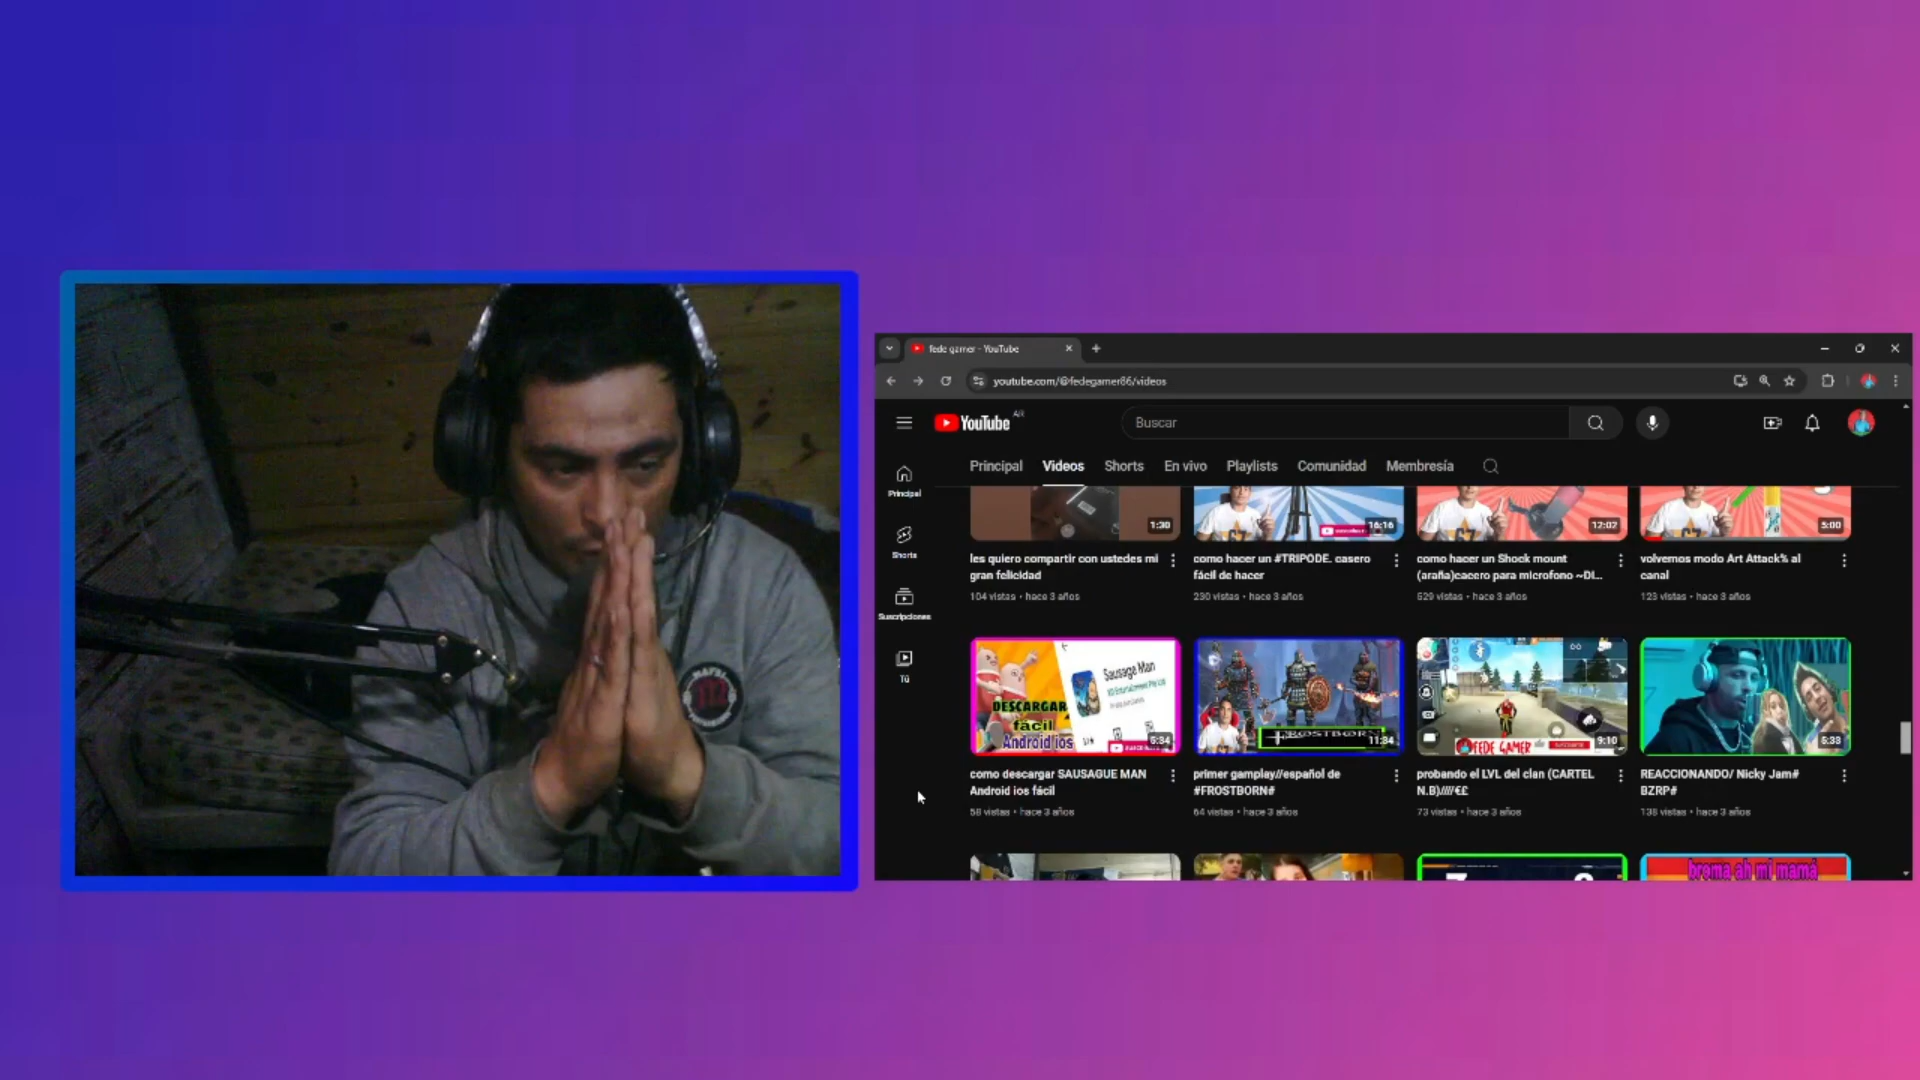 fede gamer - YouTube
youtube.com/@fedegamer86/videos
YouTube AR
Buscar
Principal
Videos
Shorts
En vivo
Playlists
Comunidad
Membresía
Principal
Shorts
Suscripciones
Tú
1:30
16:16
12:02
5:00
les quiero compartir con ustedes mi
gran felicidad
104 vistas • hace 3 años
como hacer un #TRIPODE. casero
fácil de hacer
230 vistas • hace 3 años
como hacer un Shock mount
(araña)cacero para microfono ~DI...
529 vistas • hace 3 años
volvemos modo Art Attack% al
canal
123 vistas • hace 3 años
Sausage Man
DESCARGAR
fácil
Android ios
5:34
FROSTBORN
11:34
FEDE GAMER
9:10
5:33
como descargar SAUSAGUE MAN
Android ios fácil
58 vistas • hace 3 años
primer gamplay//español de
#FROSTBORN#
64 vistas • hace 3 años
probando el LVL del clan (CARTEL
N.B)////€£
73 vistas • hace 3 años
REACCIONANDO/ Nicky Jam#
BZRP#
138 vistas • hace 3 años
broma ah mi mamá